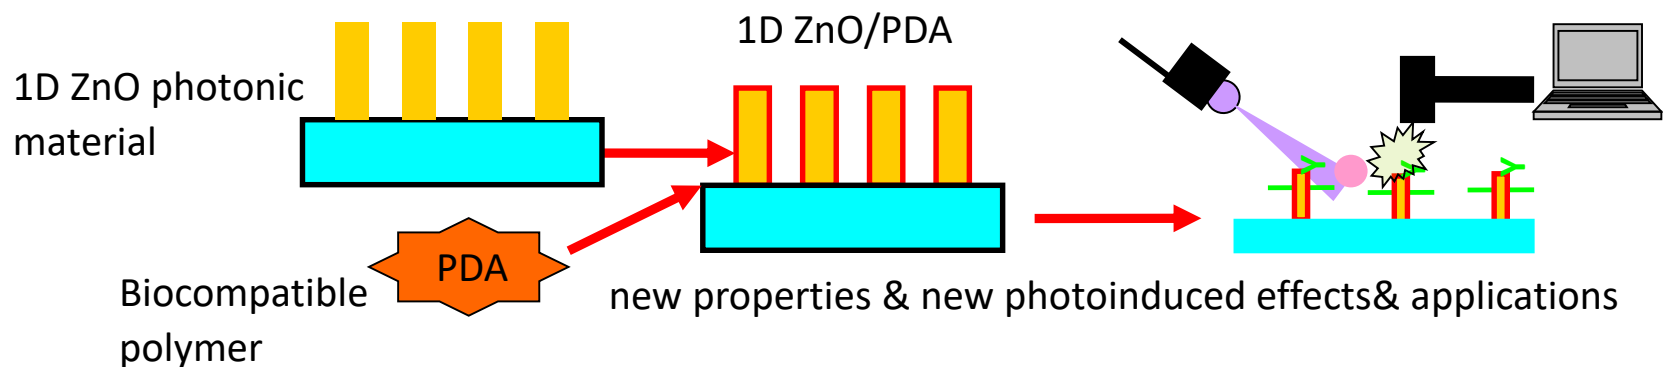 1D ZnO photonic
material
1D ZnO/PDA
PDA
Biocompatible
polymer
new properties & new photoinduced effects& applications